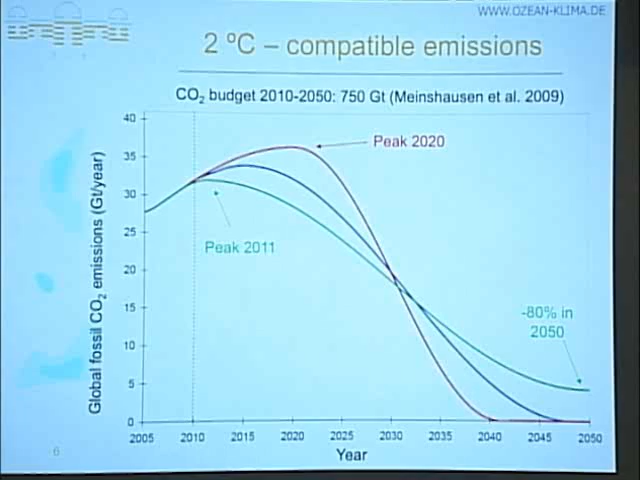 WWW.OZEAN-KLIMA.DE
2 ºC – compatible emissions
CO₂ budget 2010-2050: 750 Gt (Meinshausen et al. 2009)
Global fossil CO₂ emissions (Gt/year)
40
35
30
25
20
15
10
5
0
Peak 2020
Peak 2011
-80% in
2050
2005 2010 2015 2020 2025 2030 2035 2040 2045 2050
Year
6